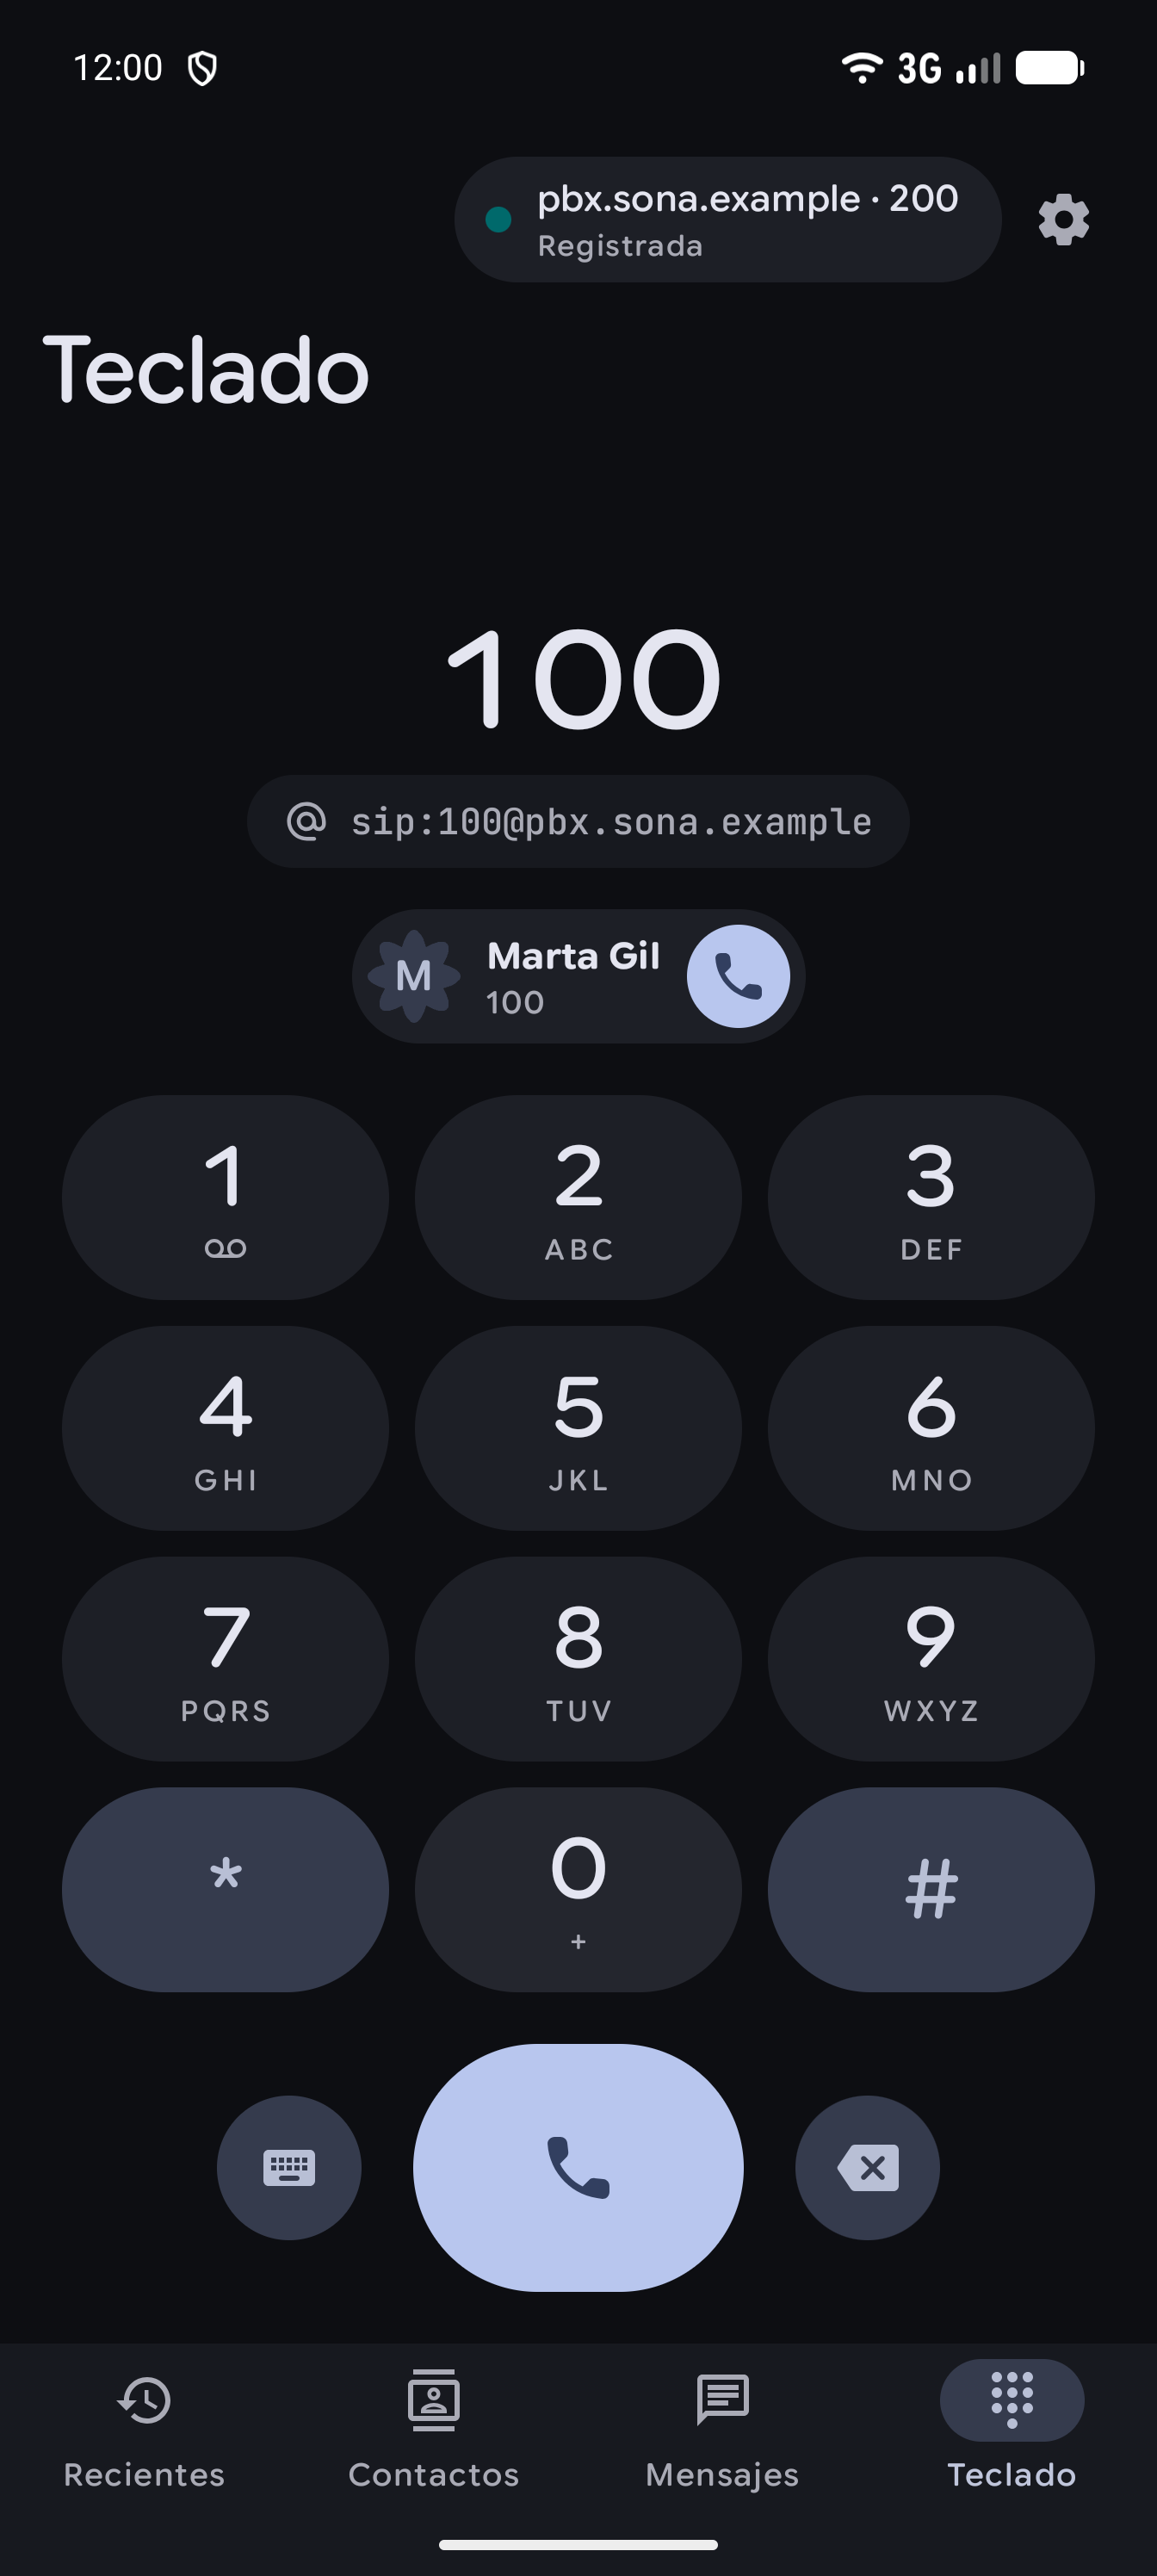 12:00
3G
pbx.sona.example · 200
Registrada
Teclado
100
sip:100@pbx.sona.example
M
Marta Gil
100
1
2
ABC
3
DEF
4
GHI
5
JKL
6
MNO
7
PQRS
8
TUV
9
WXYZ
*
0
+
#
Recientes
Contactos
Mensajes
Teclado